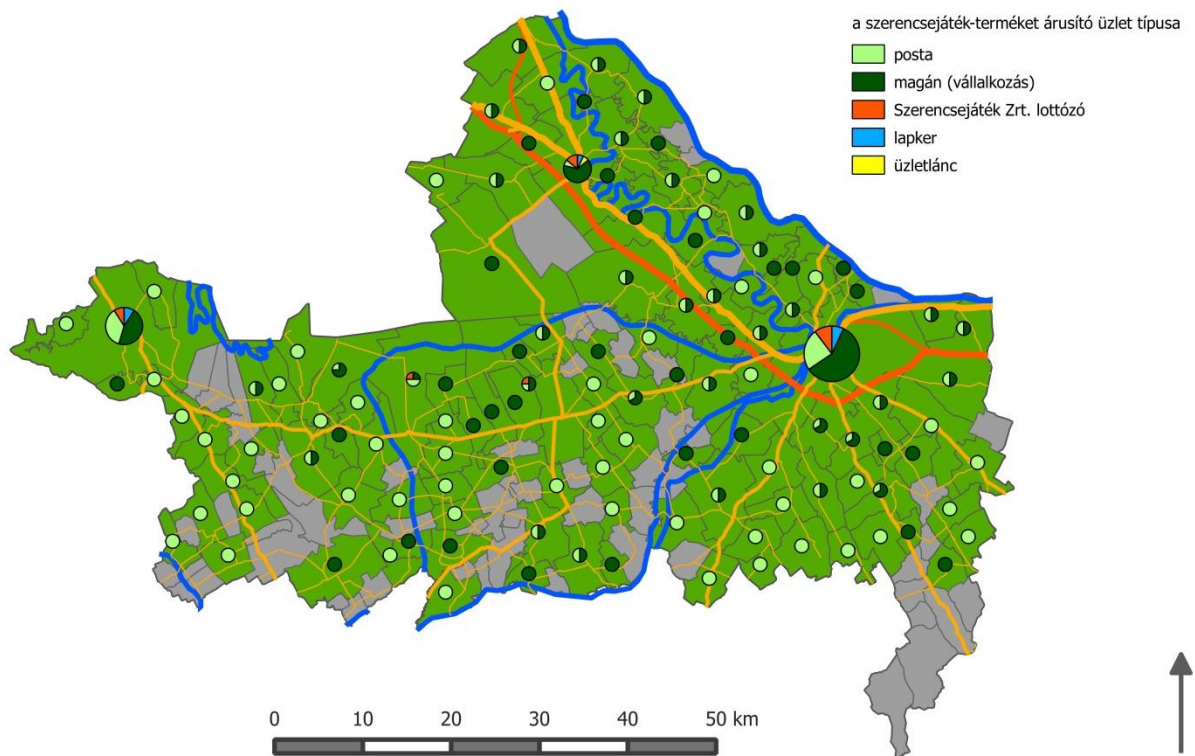 a szerencsejáték-terméket árusító üzlet típusa
posta
magán (vállalkozás)
Szerencsejáték Zrt. lottózó
lapker
üzletlánc
0 10 20 30 40 50 km